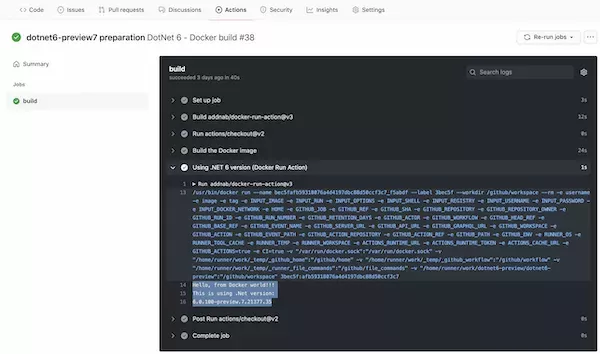 Code Issues Pull requests Discussions Actions Security Insights Settings
dotnet6-preview7 preparation DotNet 6 - Docker build #38
Re-run jobs
Summary
Jobs
build
build
succeeded 3 days ago in 40s
Search logs
Set up job 3s
Build addnab/docker-run-action@v3 12s
Run actions/checkout@v2 0s
Build the Docker image 24s
Using .NET 6 version (Docker Run Action) 1s
1 Run addnab/docker-run-action@v3
13 /usr/bin/docker run --name --label 3bec5f --workdir /github/workspace --rm -e username
-e image -e tag -e INPUT_IMAGE -e INPUT_RUN -e INPUT_OPTIONS -e INPUT_SHELL -e INPUT_REGISTRY -e INPUT_USERNAME -e INPUT_PASSWORD
-e INPUT_DOCKER_NETWORK -e HOME -e GITHUB_JOB -e GITHUB_REF -e GITHUB_SHA -e GITHUB_REPOSITORY -e GITHUB_REPOSITORY_OWNER -e
GITHUB_RUN_ID -e GITHUB_RUN_NUMBER -e GITHUB_RETENTION_DAYS -e GITHUB_ACTOR -e GITHUB_WORKFLOW -e GITHUB_HEAD_REF -e
GITHUB_BASE_REF -e GITHUB_EVENT_NAME -e GITHUB_SERVER_URL -e GITHUB_API_URL -e GITHUB_GRAPHQL_URL -e GITHUB_WORKSPACE -e
GITHUB_ACTION -e GITHUB_EVENT_PATH -e GITHUB_ACTION_REPOSITORY -e GITHUB_ACTION_REF -e GITHUB_PATH -e GITHUB_ENV -e RUNNER_OS -e
RUNNER_TOOL_CACHE -e RUNNER_TEMP -e RUNNER_WORKSPACE -e ACTIONS_RUNTIME_URL -e ACTIONS_RUNTIME_TOKEN -e ACTIONS_CACHE_URL -e
GITHUB_ACTIONS=true -e CI=true -v "/var/run/docker.sock":"/var/run/docker.sock" -v
"/home/runner/work/_temp/_github_home":"/github/home" -v "/home/runner/work/_temp/_github_workflow":"/github/workflow" -v
"/home/runner/work/_temp/_runner_file_commands":"/github/file_commands" -v "/home/runner/work/dotnet6-preview/dotnet6-
preview":"/github/workspace"
14 Hello, from Docker world!!!
15 This is using .Net version:
16 6.0.100-preview.7.21377.35
Post Run actions/checkout@v2 0s
Complete job 0s